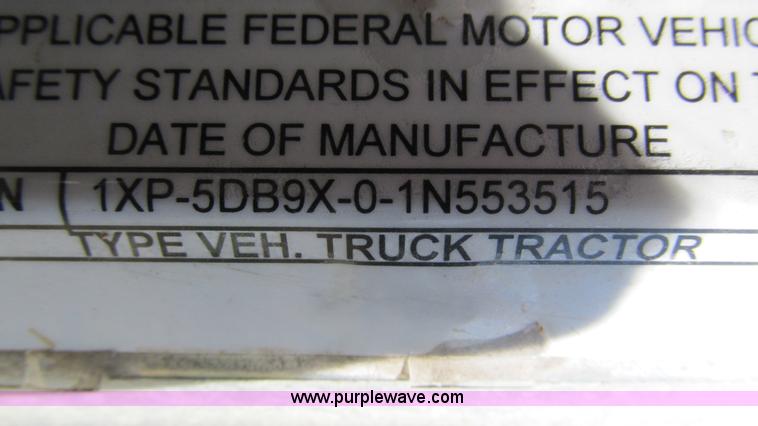 PPLICABLE FEDERAL MOTOR VEHIC
AFETY STANDARDS IN EFFECT ON T
DATE OF MANUFACTURE
N 1XP-5DB9X-0-1N553515
TYPE VEH. TRUCK TRACTOR
www.purplewave.com